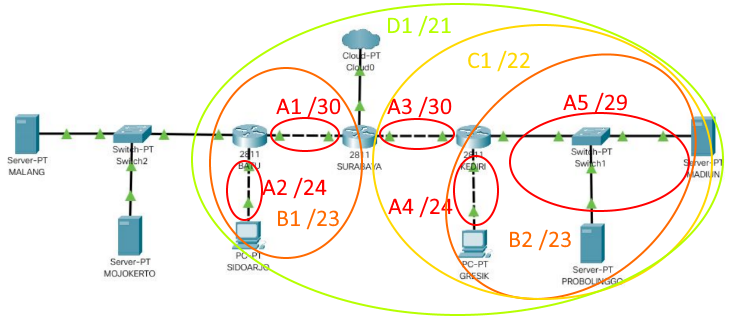 D1 /21
Cloud-PT
Cloud0
C1 /22
A1 /30
A3 /30
A5 /29
Server-PT
MALANG
Switch-PT
Switch2
2811
BATU
2811
SURABAYA
2811
KEDIRI
Switch-PT
Switch1
Server-PT
MADIUN
A2 /24
A4 /24
B1 /23
B2 /23
Server-PT
MOJOKERTO
PC-PT
SIDOARJO
PC-PT
GRESIK
Server-PT
PROBOLINGGO